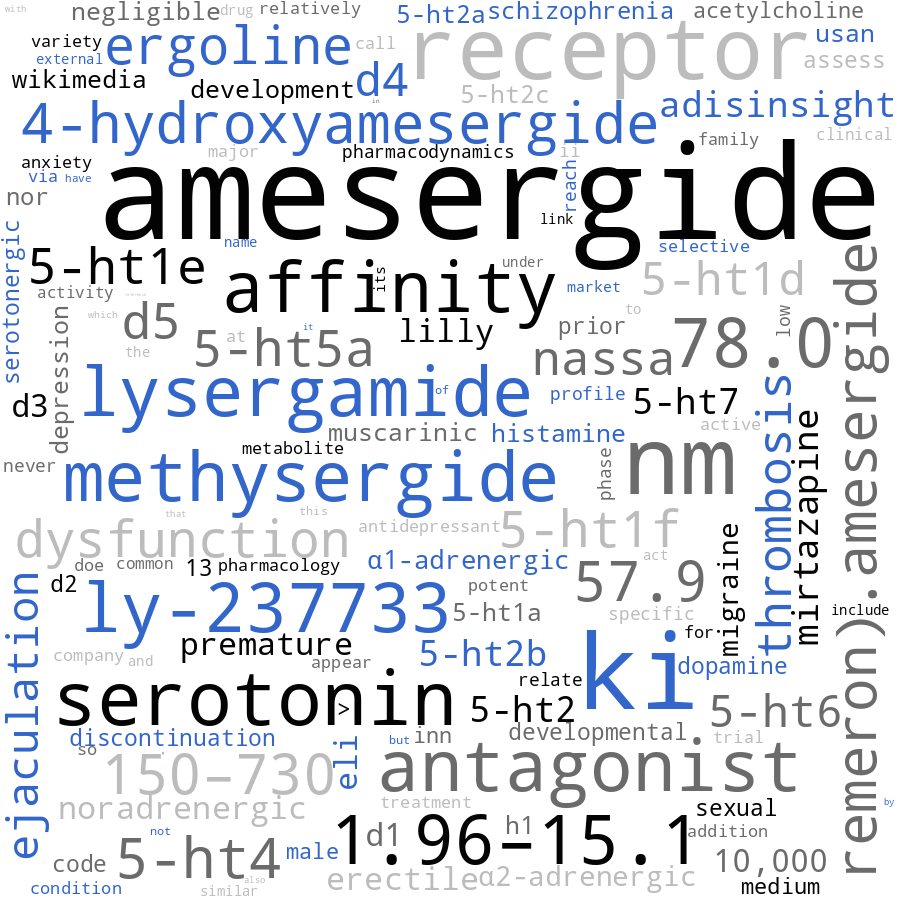 with
negligible
drug
relatively
5-ht2a
schizophrenia
acetylcholine
variety
ergoline
call
receptor
usan
external
assess
wikimedia
development
d4
5-ht2c
in
4-hydroxyamesergide
adisinsight
family
clinical
major
pharmacodynamics
ii
anxiety
via
have
amesergide
reach
nor
link
serotonergic
name
selective
5-ht1e
affinity
its
under
5-ht1d
activity
market
which
d5
to
low
depression
the
at
it
lilly
prior
78.0
5-ht5a
nassa
remeron).amesergide
d3
lysergamide
of
profile
5-ht7
thrombosis
mirtazapine
muscarinic
histamine
active
never
metabolite
methysergide
phase
nm
that
this
dysfunction
antidepressant
5-ht1f
migraine
doe
common
13
pharmacology
α1-adrenergic
act
ejaculation
d2
ly-237733
potent
57.9
5-ht1a
specific
include
premature
for
company
and
appear
5-ht2b
ki
dopamine
relate
serotonin
>
5-ht2
5-ht6
discontinuation
so
eli
but
inn
developmental
trial
150–730
antagonist
noradrenergic
treatment
sexual
by
not
1.96–15.1
d1
h1
addition
code
5-ht4
male
10,000
condition
also
similar
erectile
α2-adrenergic
medium